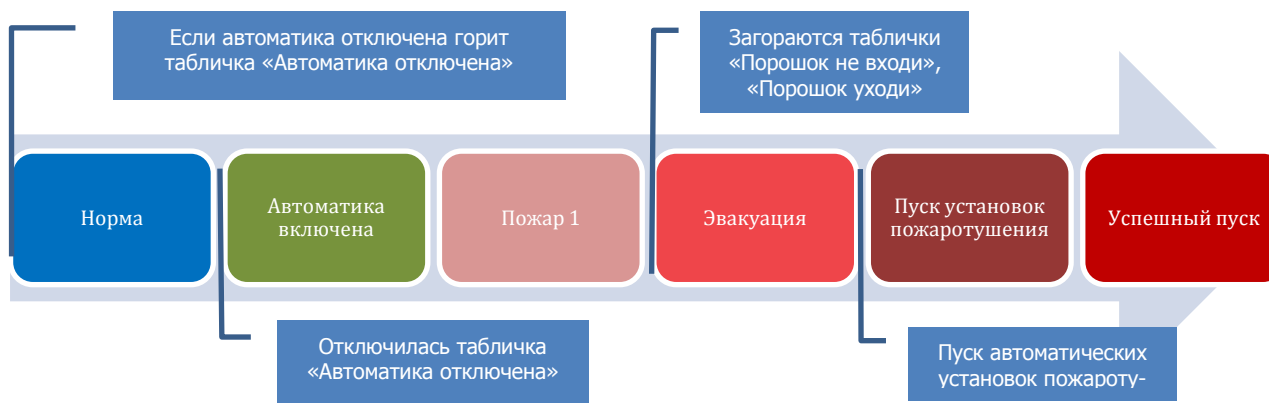 Если автоматика отключена горит
табличка «Автоматика отключена»
Загораются таблички
«Порошок не входи»,
«Порошок уходи»
Норма
Автоматика
включена
Пожар 1
Эвакуация
Пуск установок
пожаротушения
Успешный пуск
Отключилась табличка
«Автоматика отключена»
Пуск автоматических
установок пожароту-